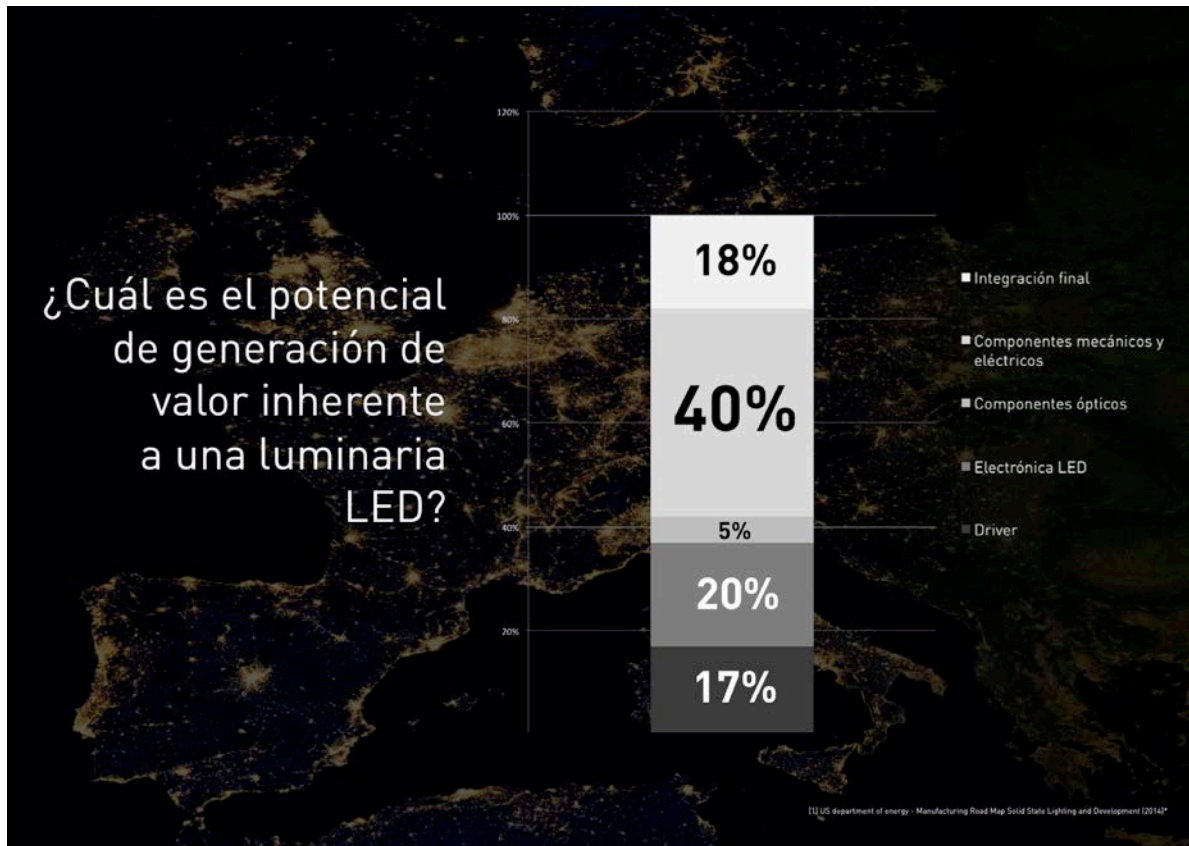 ¿Cuál es el potencial
de generación de
valor inherente
a una luminaria
LED?
120%
100%
80%
60%
40%
20%
18%
40%
5%
20%
17%
Integración final
Componentes mecánicos y
eléctricos
Componentes ópticos
Electrónica LED
Driver
[1] US department of energy - Manufacturing Road Map Solid State Lighting and Development (2014)*